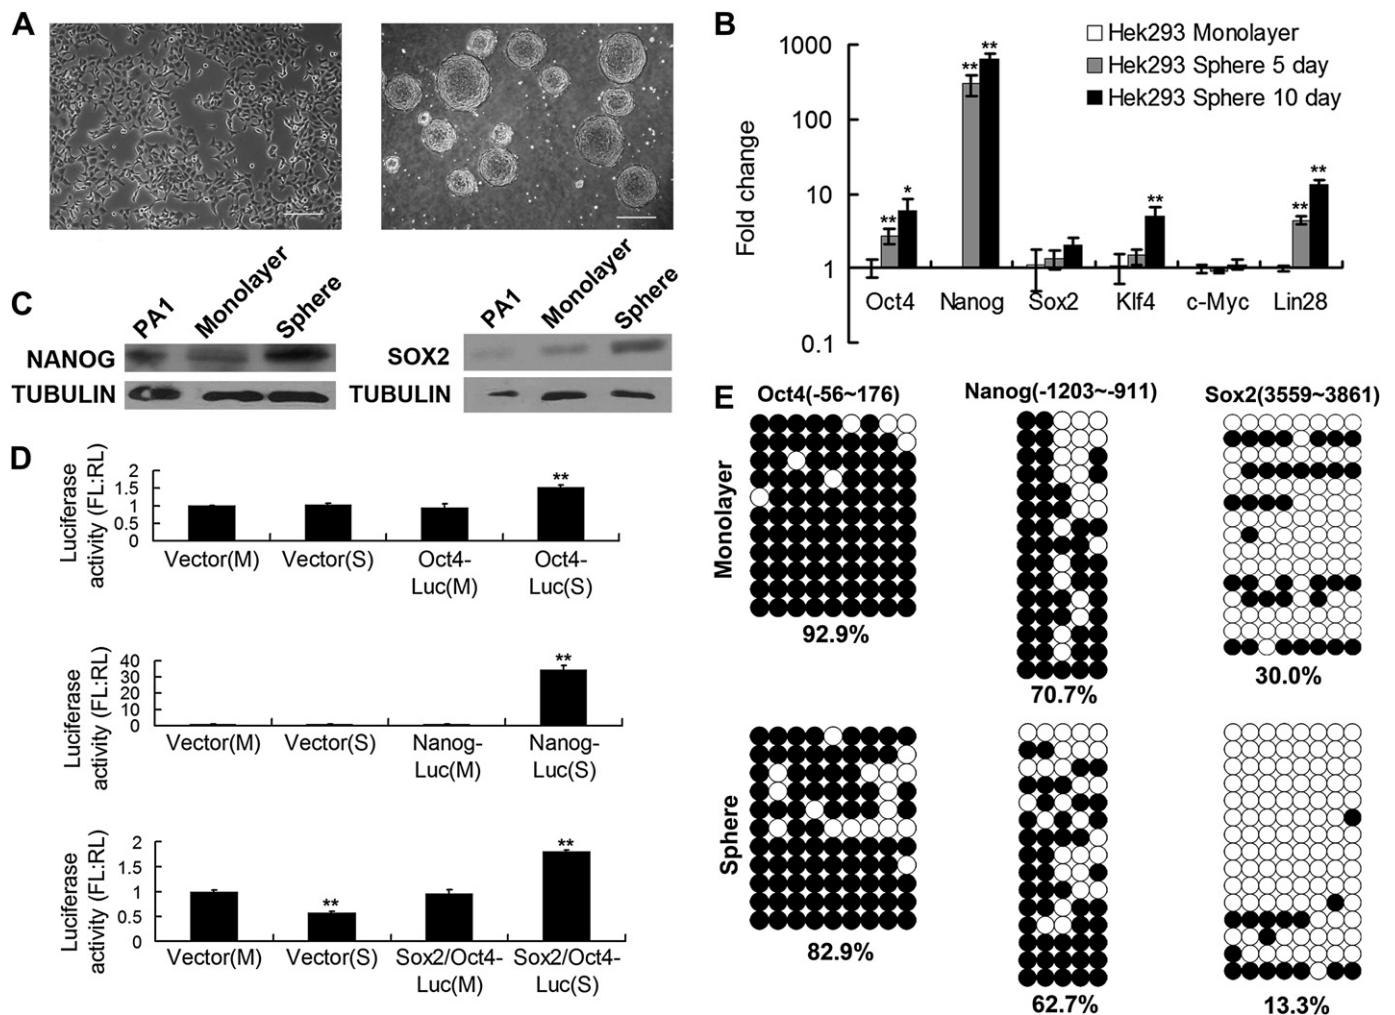 A
B
Hek293 Monolayer
Hek293 Sphere 5 day
Hek293 Sphere 10 day
Fold change
1000
100
10
1
0.1
** * ** ** ** ** **
Oct4 Nanog Sox2 Klf4 c-Myc Lin28
C
PA1 Monolayer Sphere
NANOG
TUBULIN
PA1 Monolayer Sphere
SOX2
TUBULIN
D
Luciferase
activity (FL:RL)
2
1.5
1
0.5
0
**
Vector(M) Vector(S) Oct4- Oct4-
Luc(M) Luc(S)
Luciferase
activity (FL:RL)
40
30
20
10
0
**
Vector(M) Vector(S) Nanog- Nanog-
Luc(M) Luc(S)
Luciferase
activity (FL:RL)
2
1.5
1
0.5
0
** **
Vector(M) Vector(S) Sox2/Oct4- Sox2/Oct4-
Luc(M) Luc(S)
E
Oct4(-56~176) Nanog(-1203~-911) Sox2(3559~3861)
Monolayer
92.9% 70.7% 30.0%
Sphere
82.9% 62.7% 13.3%